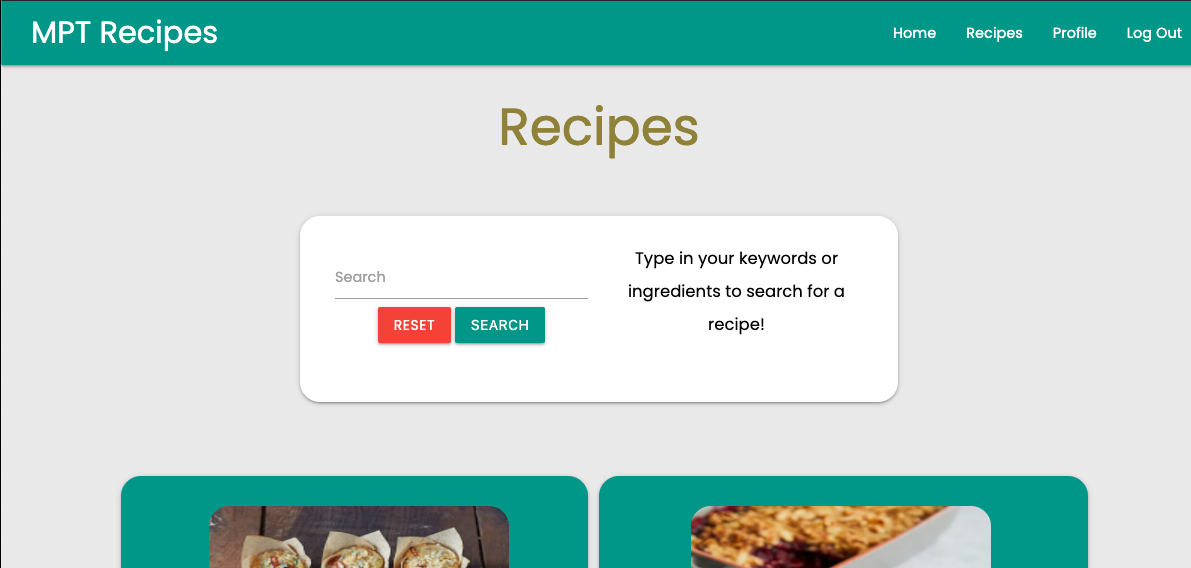 MPT Recipes
Home Recipes Profile Log Out
Recipes
Search
RESET SEARCH
Type in your keywords or
ingredients to search for a
recipe!